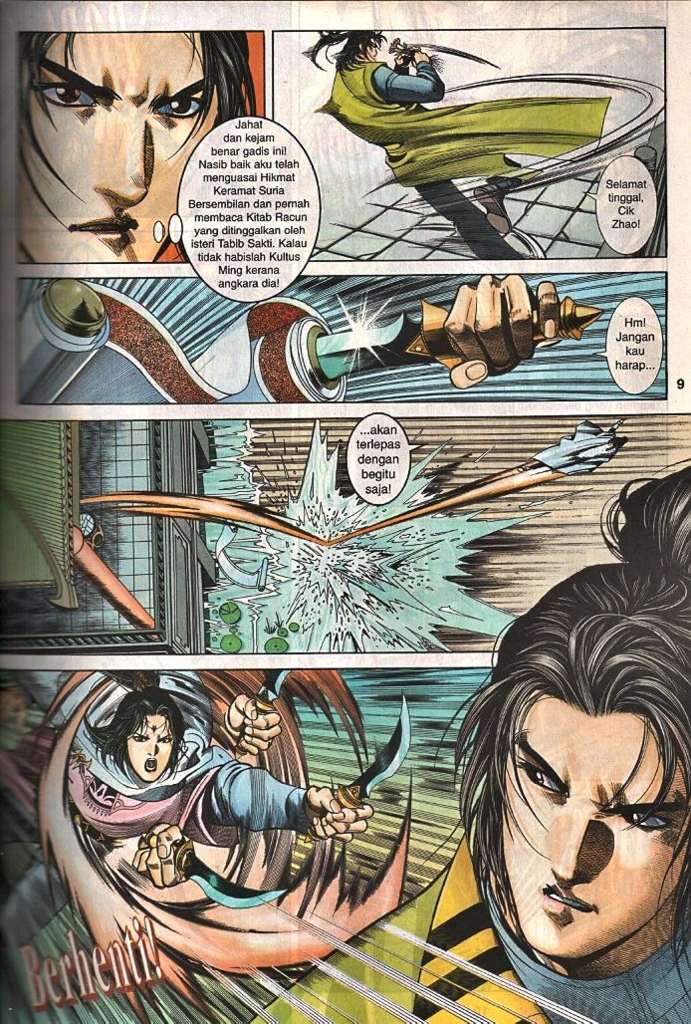 Jahat
dan kejam
benar gadis ini!
Nasib baik aku telah
menguasai Hikmat
Keramat Suria
Bersembilan dan pernah
membaca Kitab Racun
yang ditinggalkan oleh
isteri Tabib Sakti. Kalau
tidak habislah Kultus
Ming kerana
angkara dia!
Selamat
tinggal,
Cik
Zhao!
Hm!
Jangan
kau
harap...
9
...akan
terlepas
dengan
begitu
saja!
Berhenti!